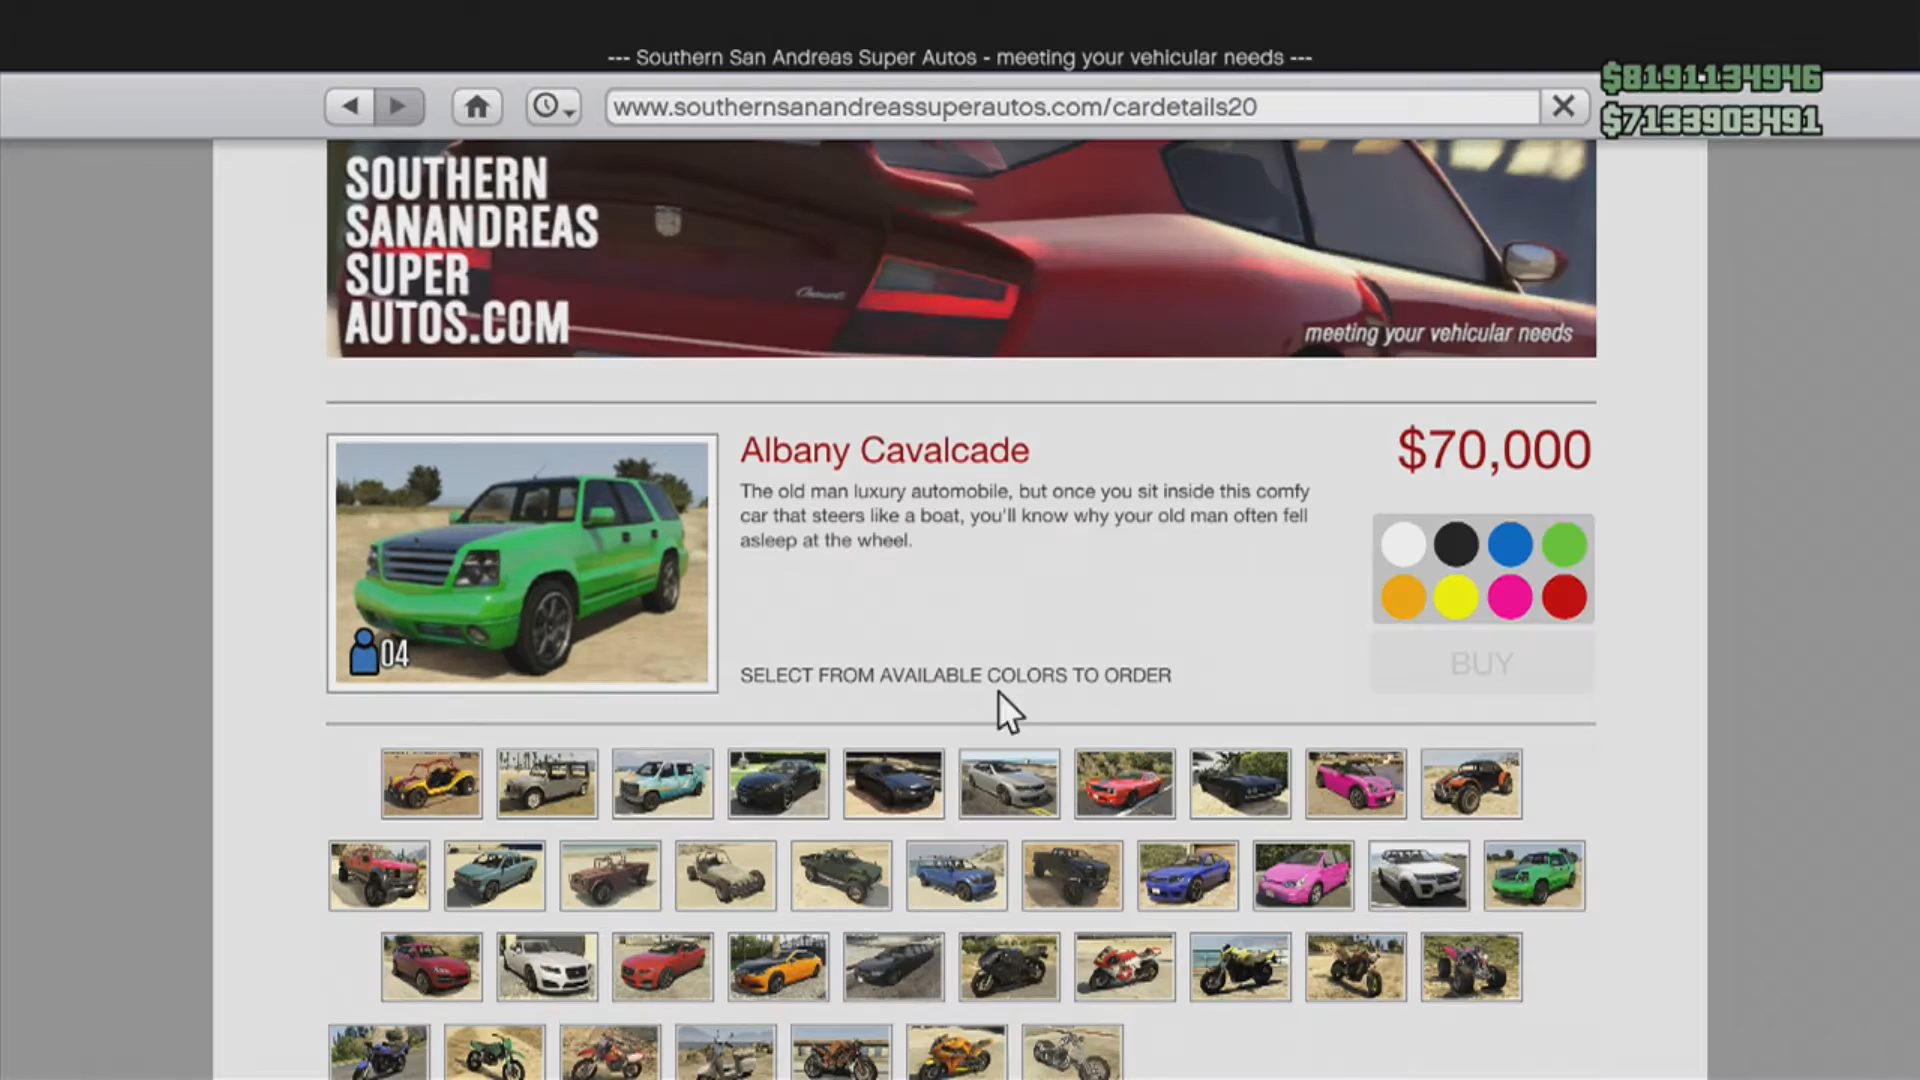 --- Southern San Andreas Super Autos - meeting your vehicular needs ---
$8191134946
www.southernsanandreassuperautos.com/cardetails20
$7133903491
SOUTHERN
SANANDREAS
SUPER
AUTOS.COM
meeting your vehicular needs
Albany Cavalcade
$70,000
The old man luxury automobile, but once you sit inside this comfy
car that steers like a boat, you'll know why your old man often fell
asleep at the wheel.
04
SELECT FROM AVAILABLE COLORS TO ORDER
BUY